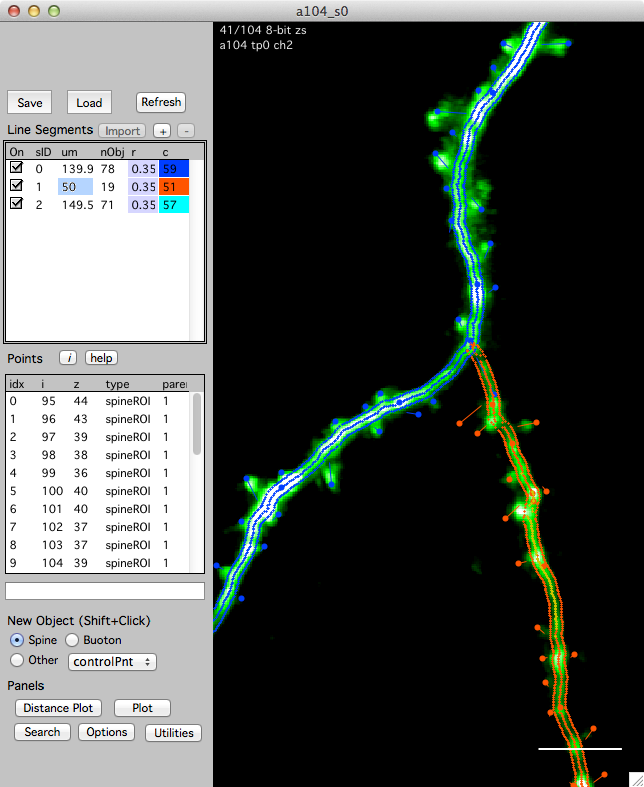 a104_s0
41/104 8-bit zs
a104 tp0 ch2
Save Load Refresh
Line Segments Import + -
On sID um nObj r c
0 139.9 78 0.35 59
1 50 19 0.35 51
2 149.5 71 0.35 57
Points i help
idx i z type parei
0 95 44 spineROI 1
1 96 43 spineROI 1
2 97 39 spineROI 1
3 98 38 spineROI 1
4 99 36 spineROI 1
5 100 40 spineROI 1
6 101 40 spineROI 1
7 102 37 spineROI 1
8 103 37 spineROI 1
9 104 39 spineROI 1
New Object (Shift+Click)
Spine Buoton
Other controlPnt
Panels
Distance Plot Plot
Search Options Utilities